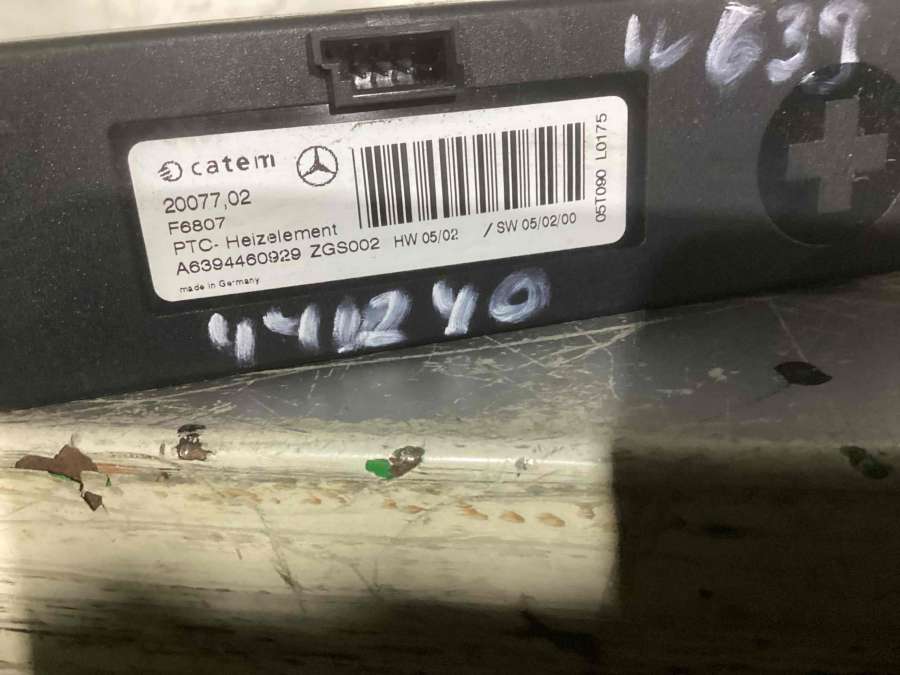 W639
catem
20077,02
F6807
PTC- Heizelement
A6394460929 ZGS002 HW 05/02 / SW 05/02/00
made in Germany
05T090 L0175